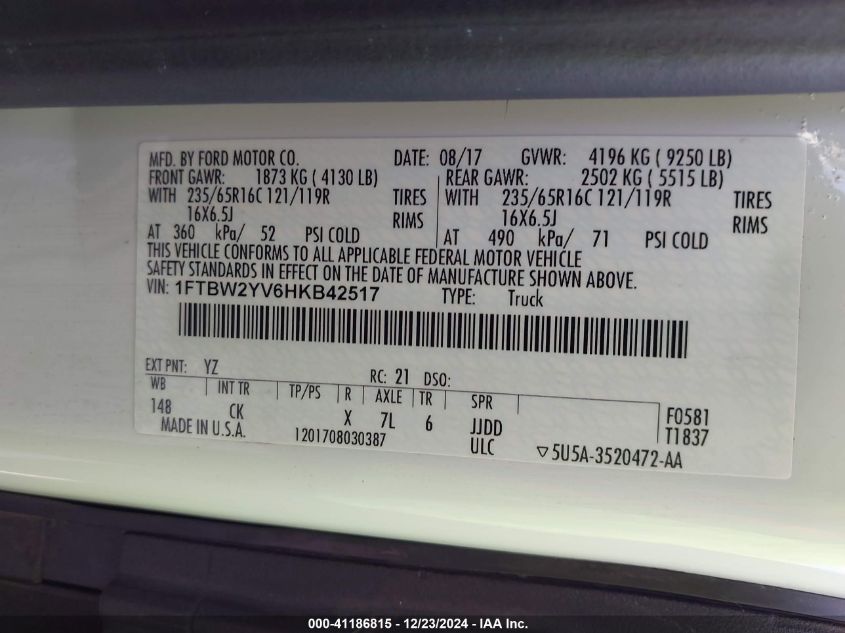 MFD. BY FORD MOTOR CO. DATE: 08/17 GVWR: 4196 KG ( 9250 LB)
FRONT GAWR: 1873 KG ( 4130 LB) REAR GAWR: 2502 KG ( 5515 LB)
WITH 235/65R16C 121/119R TIRES WITH 235/65R16C 121/119R TIRES
16X6.5J RIMS 16X6.5J RIMS
AT 360 kPa/ 52 PSI COLD AT 490 kPa/ 71 PSI COLD
THIS VEHICLE CONFORMS TO ALL APPLICABLE FEDERAL MOTOR VEHICLE
SAFETY STANDARDS IN EFFECT ON THE DATE OF MANUFACTURE SHOWN ABOVE.
VIN: 1FTBW2YV6HKB42517 TYPE: Truck
EXT PNT: YZ RC: 21 DSO:
WB INT TR TP/PS R AXLE TR SPR
148 CK X 7L 6 JJDD F0581
MADE IN U.S.A. 1201708030387 ULC T1837
▽5U5A-3520472-AA
000-41186815 - 12/23/2024 - IAA Inc.